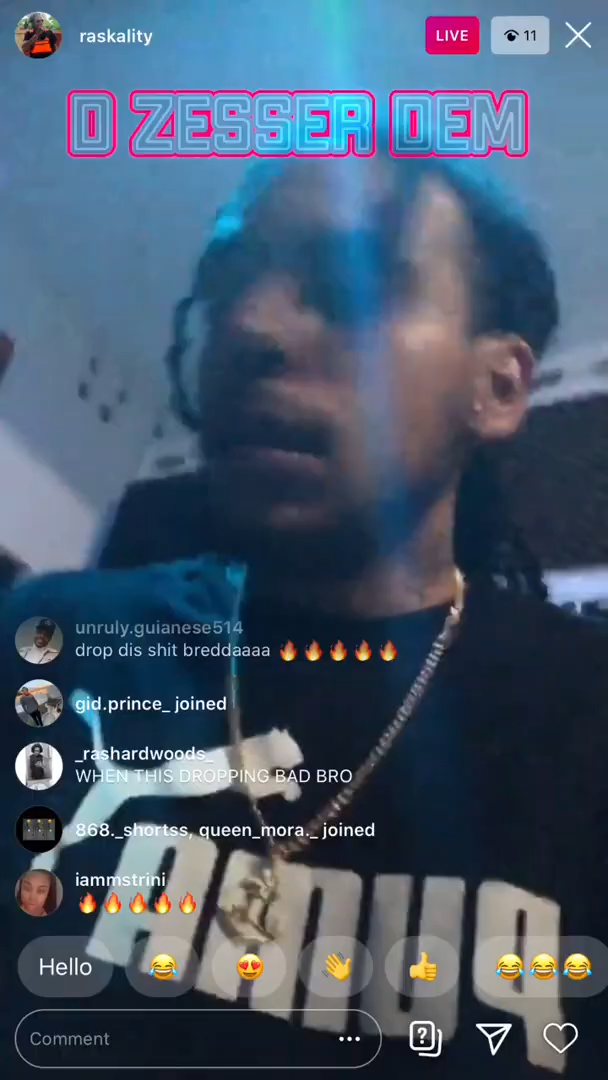 raskality
LIVE
11
D ZESSER DEM
unruly.guianese514
drop dis shit breddaaaa 🔥🔥🔥🔥🔥
gid.prince_ joined
_rashardwoods_
WHEN THIS DROPPING BAD BRO
868._shortss, queen_mora._ joined
iammstrini
🔥🔥🔥🔥🔥
PUMA
Hello 😂 😍 👋 👍 😂😂😂
Comment